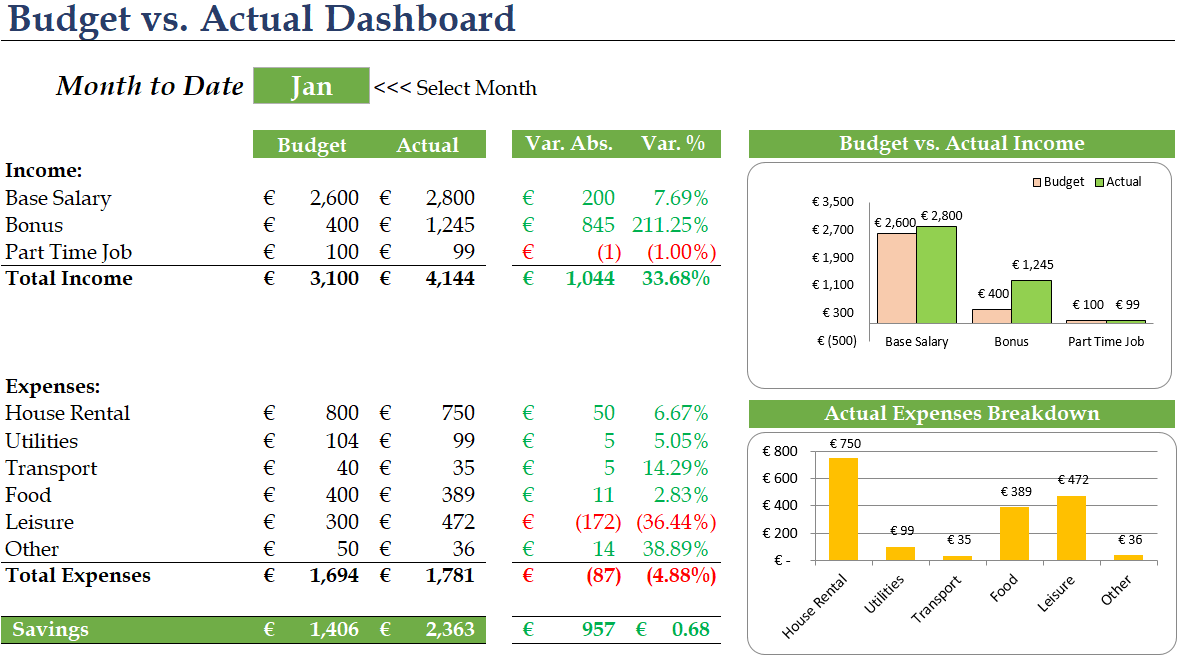 Budget vs. Actual Dashboard
Month to Date Jan <<< Select Month
Budget Actual Var. Abs. Var. %
Income:
Base Salary € 2,600 € 2,800 € 200 7.69%
Bonus € 400 € 1,245 € 845 211.25%
Part Time Job € 100 € 99 € (1) (1.00%)
Total Income € 3,100 € 4,144 € 1,044 33.68%
Expenses:
House Rental € 800 € 750 € 50 6.67%
Utilities € 104 € 99 € 5 5.05%
Transport € 40 € 35 € 5 14.29%
Food € 400 € 389 € 11 2.83%
Leisure € 300 € 472 € (172) (36.44%)
Other € 50 € 36 € 14 38.89%
Total Expenses € 1,694 € 1,781 € (87) (4.88%)
Savings € 1,406 € 2,363 € 957 € 0.68
Budget vs. Actual Income
Budget Actual
€ 3,500
€ 2,700
€ 1,900
€ 1,100
€ 300
€ (500)
€ 2,600 € 2,800
€ 400 € 1,245
€ 100 € 99
Base Salary Bonus Part Time Job
Actual Expenses Breakdown
€ 800
€ 600
€ 400
€ 200
€ -
€ 750 € 99 € 35 € 389 € 472 € 36
House Rental Utilities Transport Food Leisure Other